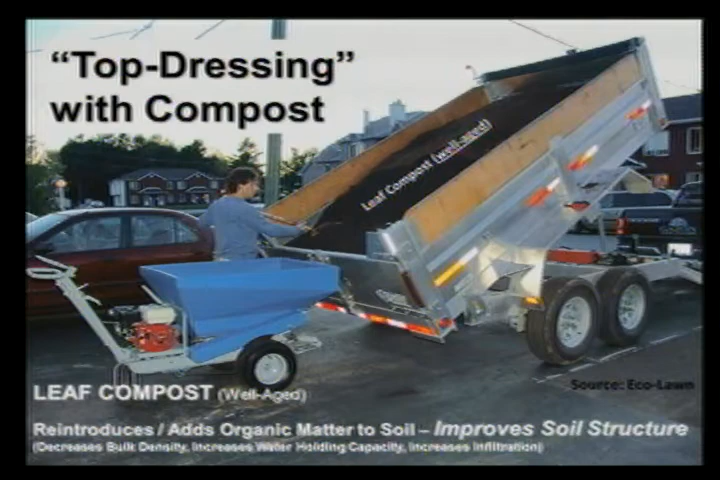 “Top-Dressing”
with Compost
Leaf Compost (well-aged)
Source: Eco-Lawn
LEAF COMPOST (Well-Aged)
Reintroduces / Adds Organic Matter to Soil – Improves Soil Structure
(Decreases Bulk Density, Increases Water Holding Capacity, Increases Infiltration)